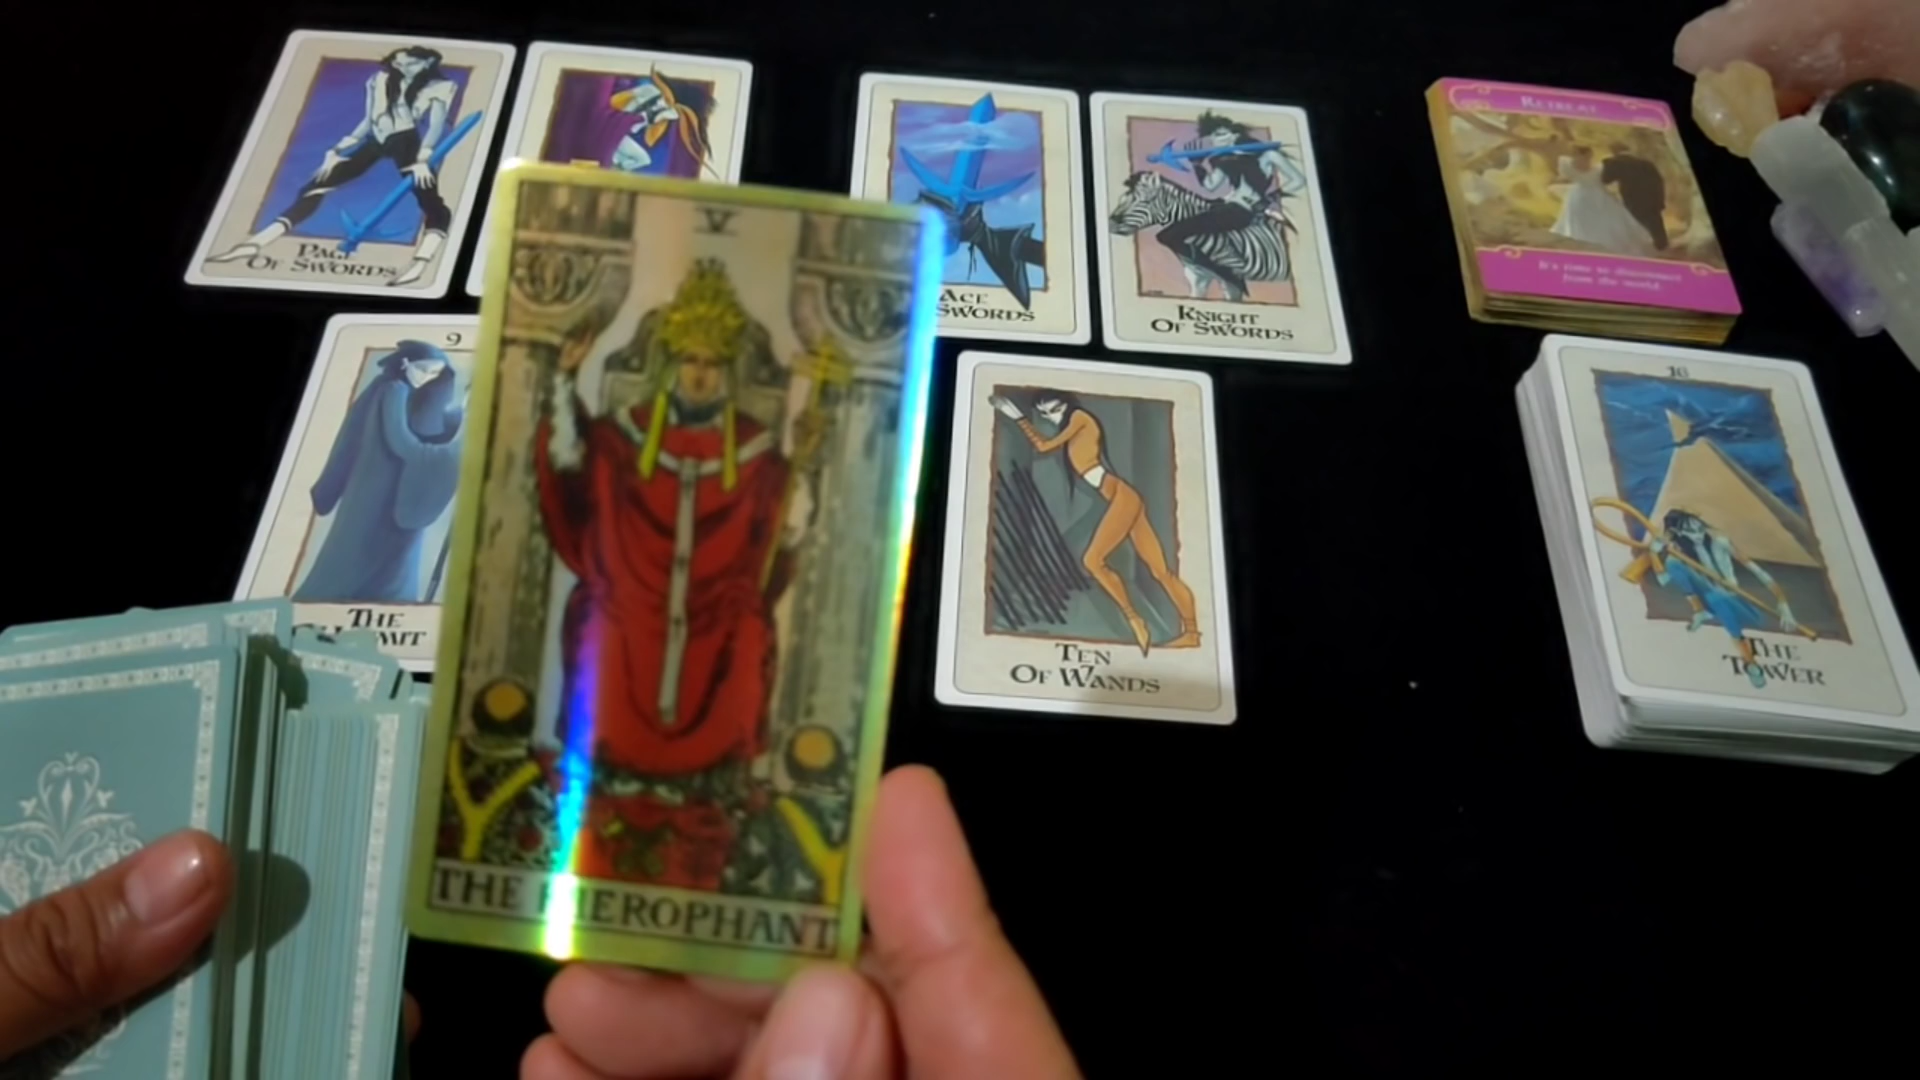 PAGE
OF SWORDS
ACE
SWORDS
KNIGHT
OF SWORDS
RETREAT
It's time to disconnect
from the world
9
THE
MIT
V
THE HIEROPHANT
TEN
OF WANDS
16
THE
TOWER